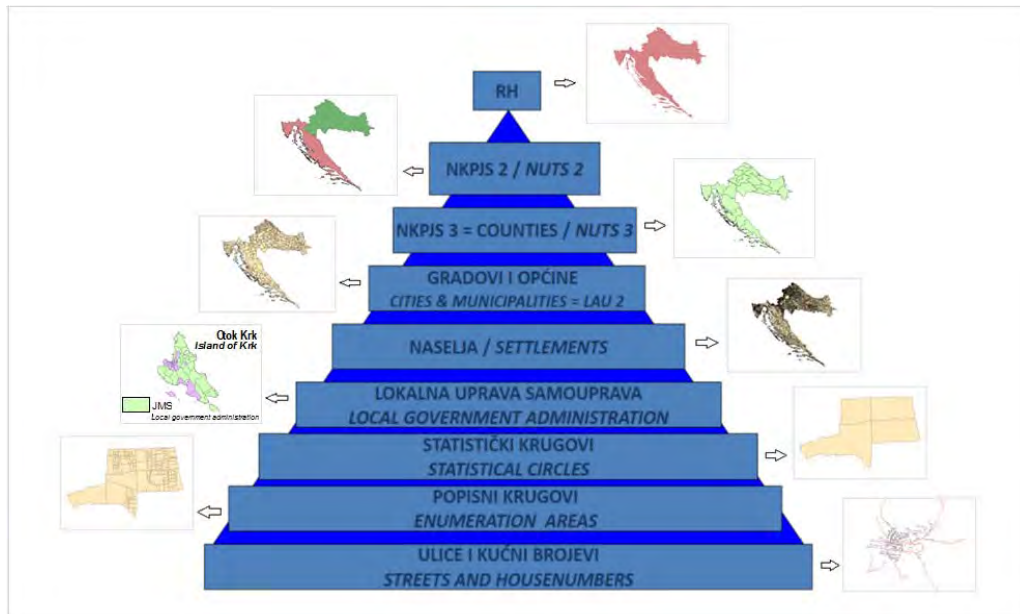 RH
NKPJS 2 / NUTS 2
NKPJS 3 = COUNTIES / NUTS 3
GRADOVI I OPĆINE
CITIES & MUNICIPALITIES = LAU 2
NASELJA / SETTLEMENTS
Otok Krk
Island of Krk
JMS
Local government administration
LOKALNA UPRAVA SAMOUPRAVA
LOCAL GOVERNMENT ADMINISTRATION
STATISTIČKI KRUGOVI
STATISTICAL CIRCLES
POPISNI KRUGOVI
ENUMERATION AREAS
ULICE I KUĆNI BROJEVI
STREETS AND HOUSENUMBERS